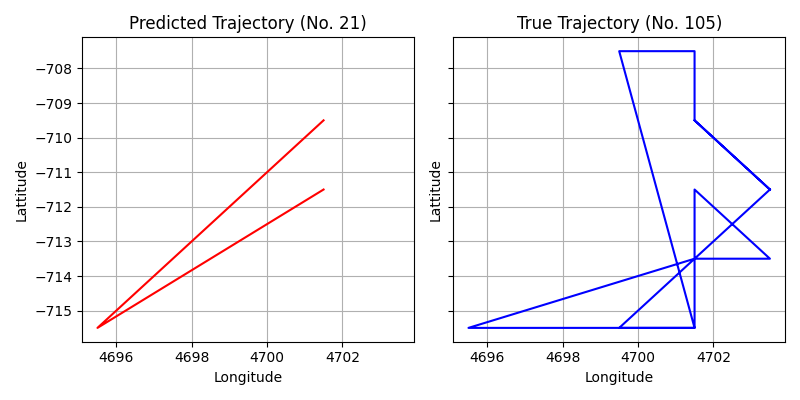 Predicted Trajectory (No. 21)
−708
−709
−710
−711
−712
−713
−714
−715
Lattitude
4696 4698 4700 4702
Longitude
True Trajectory (No. 105)
Lattitude
4696 4698 4700 4702
Longitude